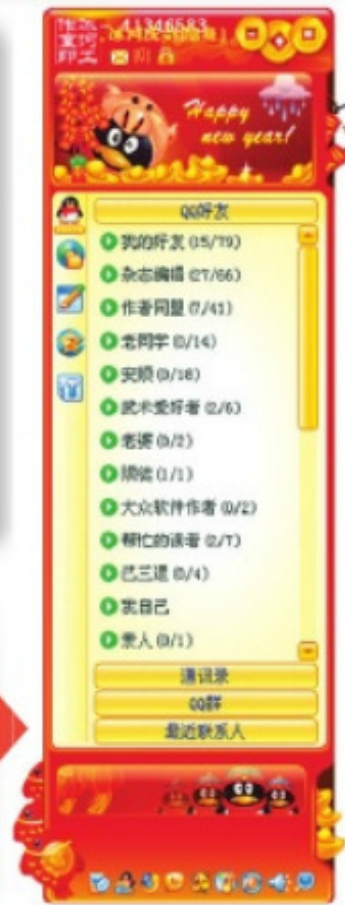 41346583
Happy
new year!
QQ好友
我的好友 (15/79)
杂志编辑 (27/66)
作者同盟 (7/41)
老同学 (0/14)
安顺 (0/18)
武术爱好者 (2/6)
老婆 (0/2)
(1/1)
大众软件作者 (0/2)
帮忙的读者 (2/7)
已三退 (0/4)
我自己
亲人 (0/1)
通讯录
QQ群
最近联系人